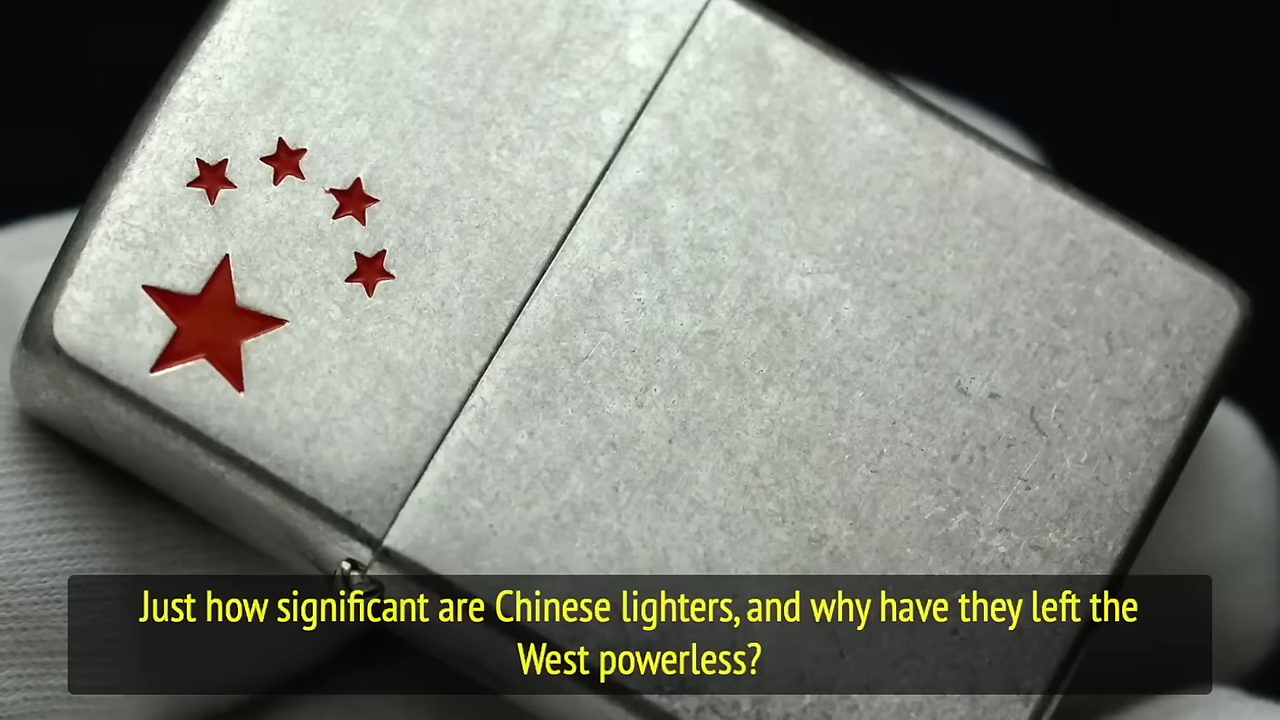 Just how significant are Chinese lighters, and why have they left the
West powerless?